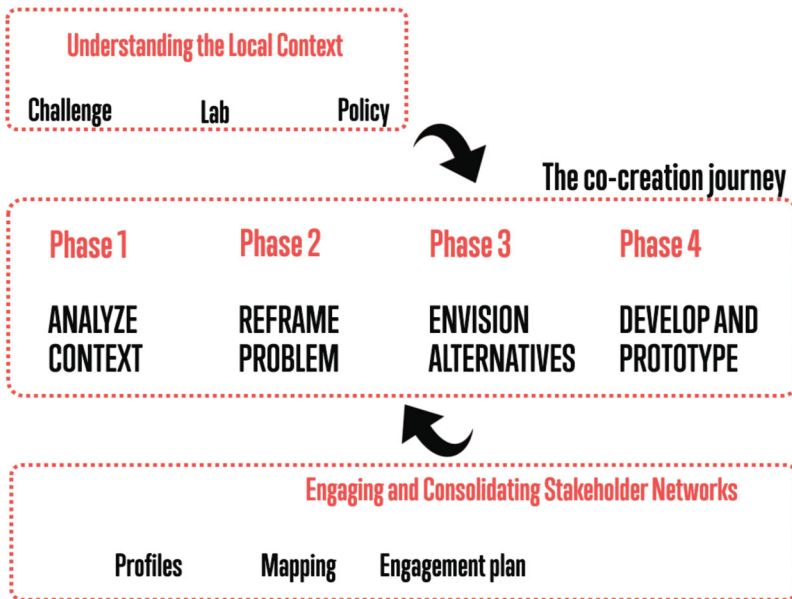 Understanding the Local Context
Challenge Lab Policy
The co-creation journey
Phase 1 Phase 2 Phase 3 Phase 4
ANALYZE REFRAME ENVISION DEVELOP AND
CONTEXT PROBLEM ALTERNATIVES PROTOTYPE
Engaging and Consolidating Stakeholder Networks
Profiles Mapping Engagement plan